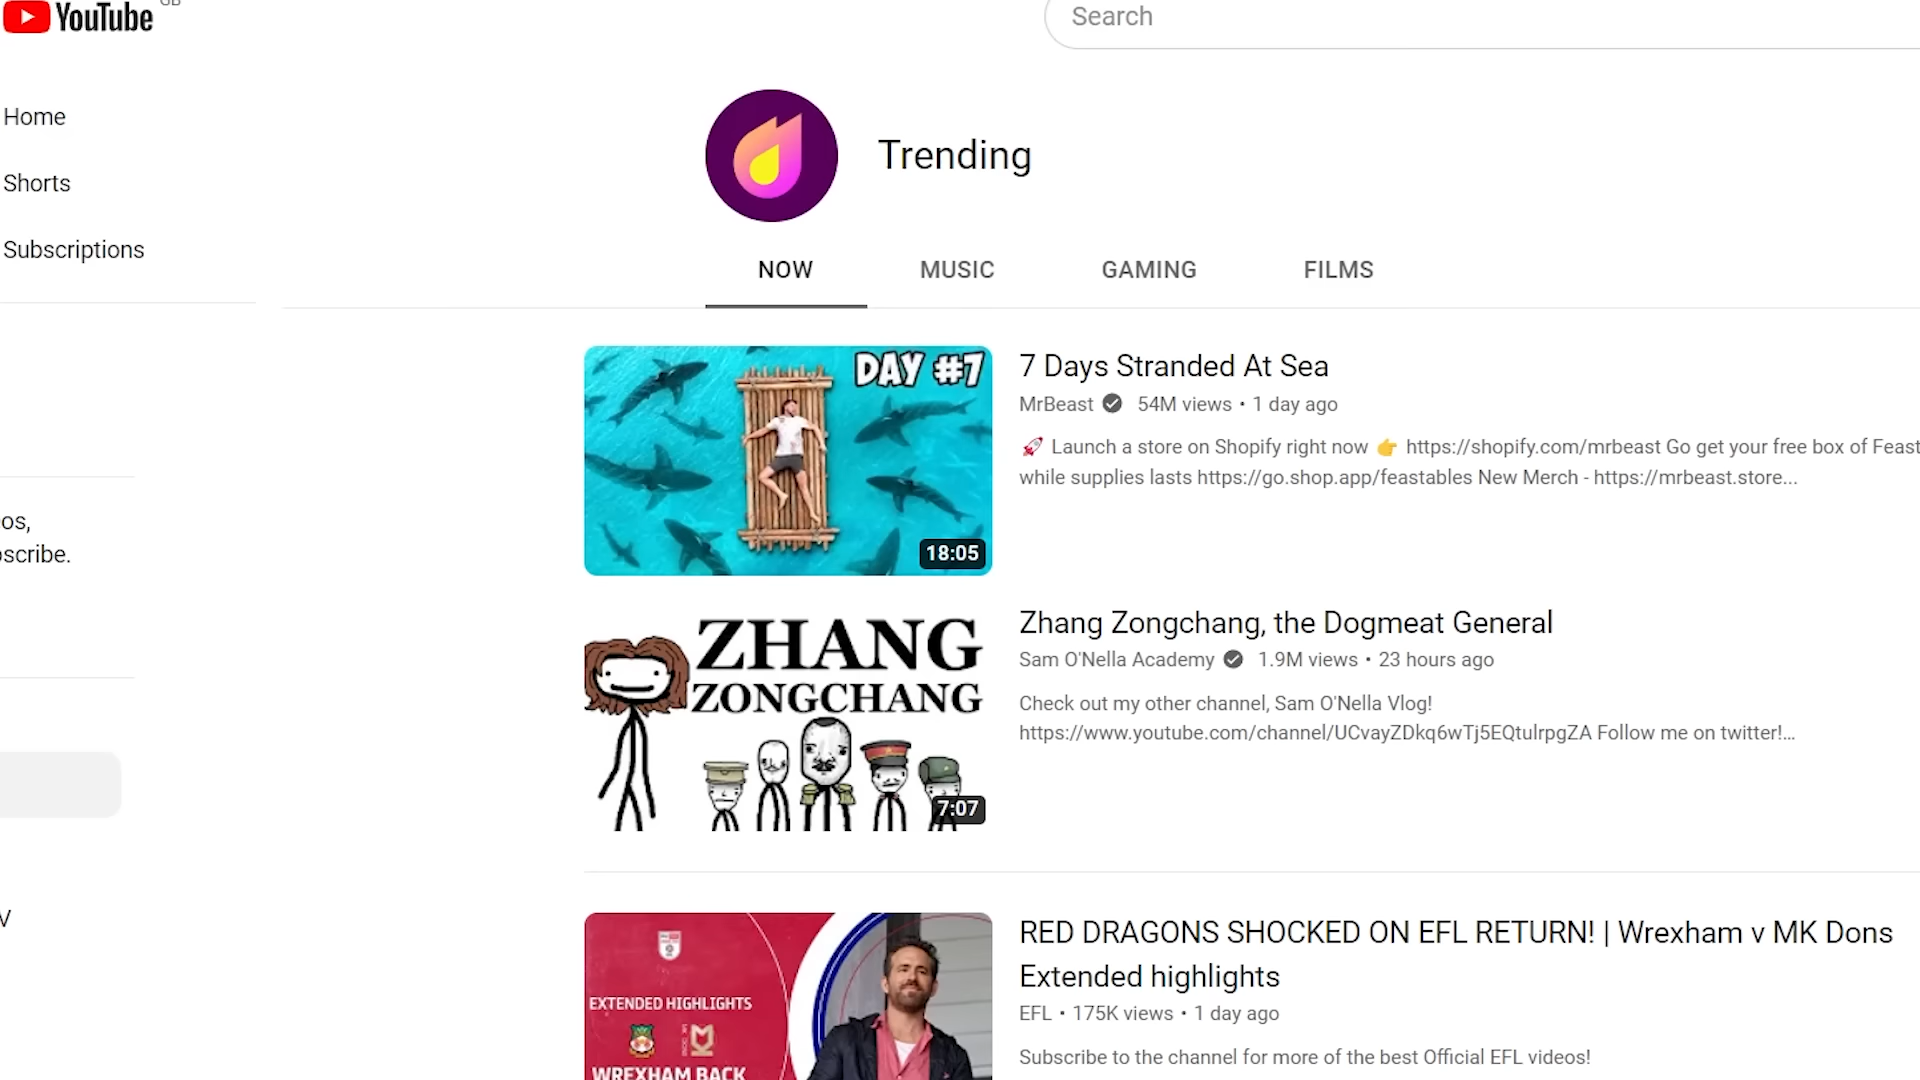 YouTube
GB
Search
Home
Shorts
Subscriptions
os,
oscribe.
V
Trending
NOW
MUSIC
GAMING
FILMS
DAY #7
18:05
7 Days Stranded At Sea
MrBeast 54M views • 1 day ago
🚀 Launch a store on Shopify right now 👉 https://shopify.com/mrbeast Go get your free box of Feast
while supplies lasts https://go.shop.app/feastables New Merch - https://mrbeast.store...
ZHANG
ZONGCHANG
7:07
Zhang Zongchang, the Dogmeat General
Sam O'Nella Academy 1.9M views • 23 hours ago
Check out my other channel, Sam O'Nella Vlog!
https://www.youtube.com/channel/UCvayZDkq6wTj5EQtulrpgZA Follow me on twitter!...
EXTENDED HIGHLIGHTS
WREXHAM BACK
RED DRAGONS SHOCKED ON EFL RETURN! | Wrexham v MK Dons
Extended highlights
EFL • 175K views • 1 day ago
Subscribe to the channel for more of the best Official EFL videos!